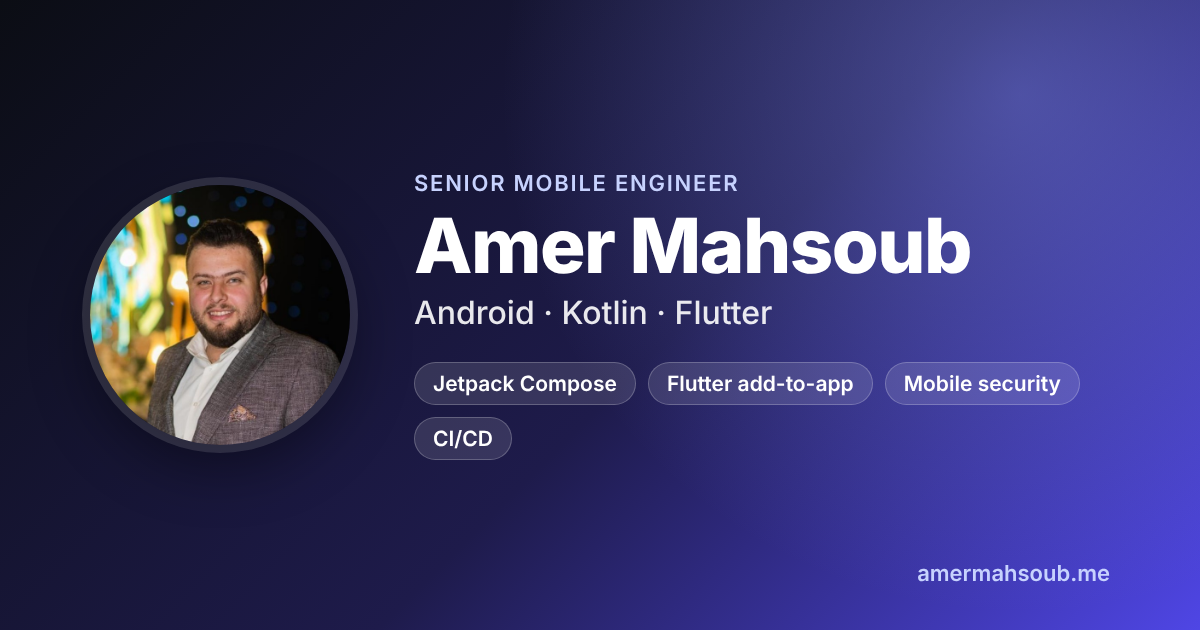 SENIOR MOBILE ENGINEER
Amer Mahsoub
Android · Kotlin · Flutter
Jetpack Compose Flutter add-to-app Mobile security
CI/CD
amermahsoub.me